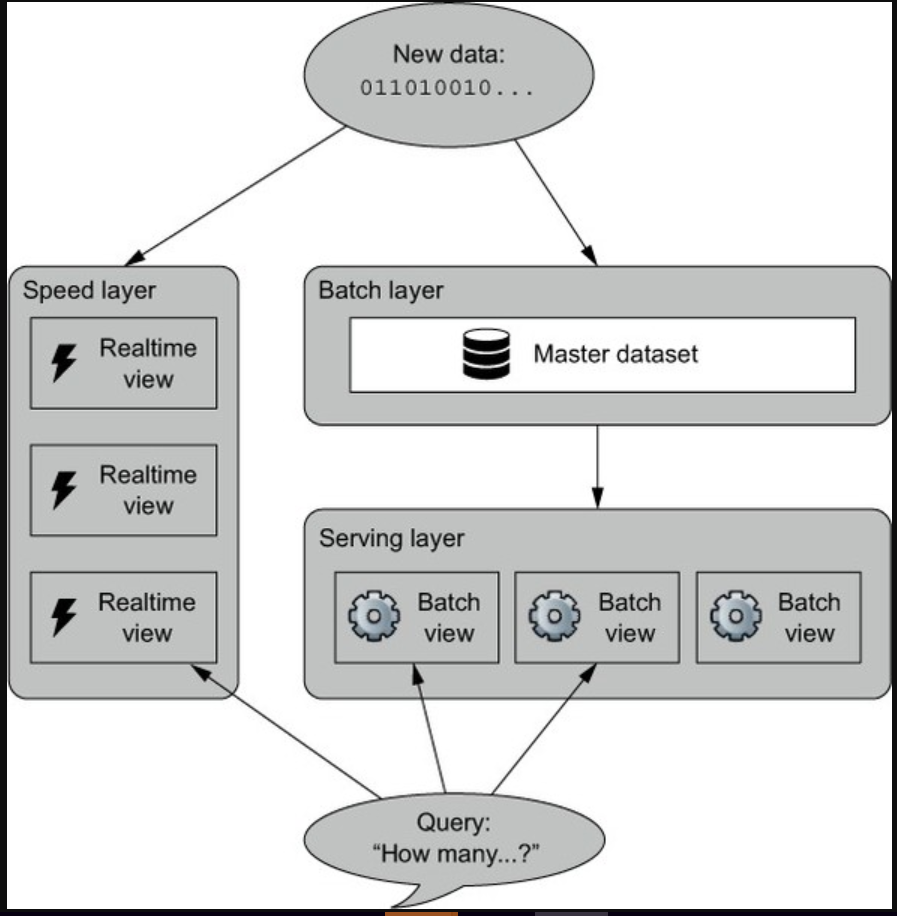 New data:
011010010...
Speed layer
Realtime
view
Realtime
view
Realtime
view
Batch layer
Master dataset
Serving layer
Batch
view
Batch
view
Batch
view
Query:
“How many...?”